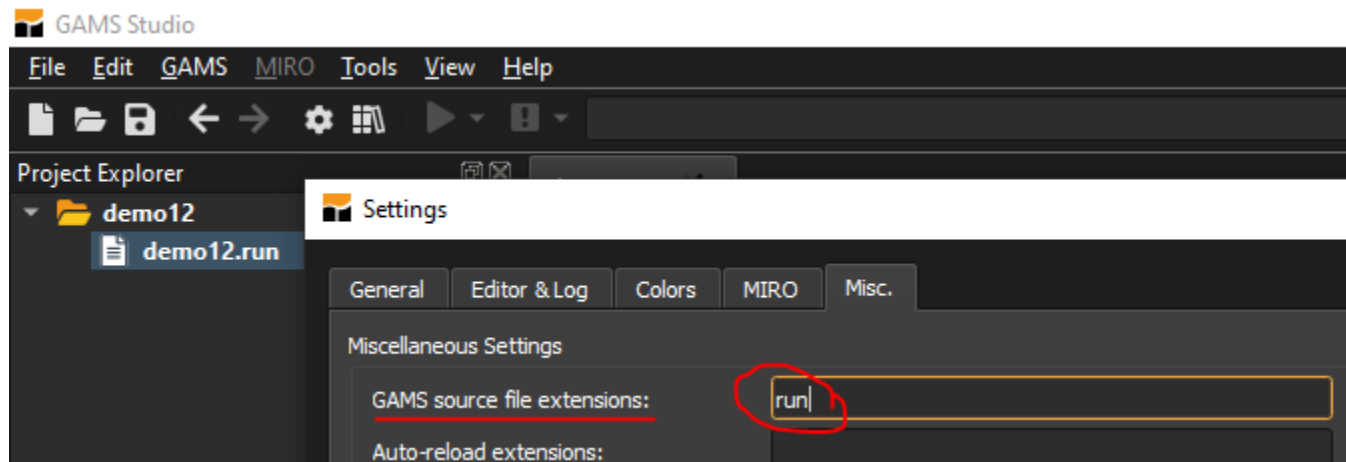 GAMS Studio
File Edit GAMS MIRO Tools View Help
Project Explorer
demo12
demo12.run
Settings
General Editor & Log Colors MIRO Misc.
Miscellaneous Settings
GAMS source file extensions: run
Auto-reload extensions: